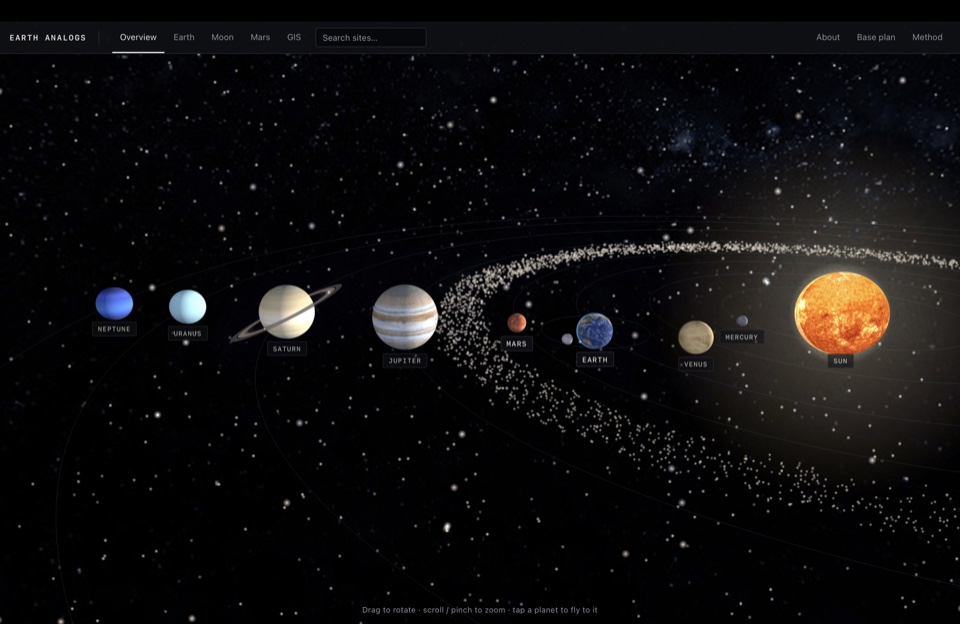 EARTH ANALOGS
Overview Earth Moon Mars GIS Search sites... About Base plan Method
NEPTUNE
URANUS
SATURN
JUPITER
MARS
EARTH
VENUS
MERCURY
SUN
Drag to rotate · scroll / pinch to zoom · tap a planet to fly to it